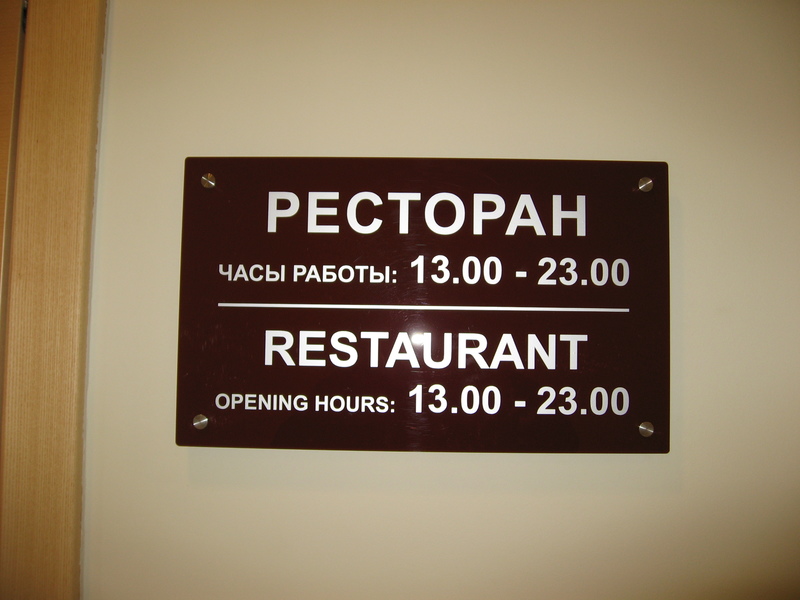 РЕСТОРАН
ЧАСЫ РАБОТЫ: 13.00 - 23.00
RESTAURANT
OPENING HOURS: 13.00 - 23.00